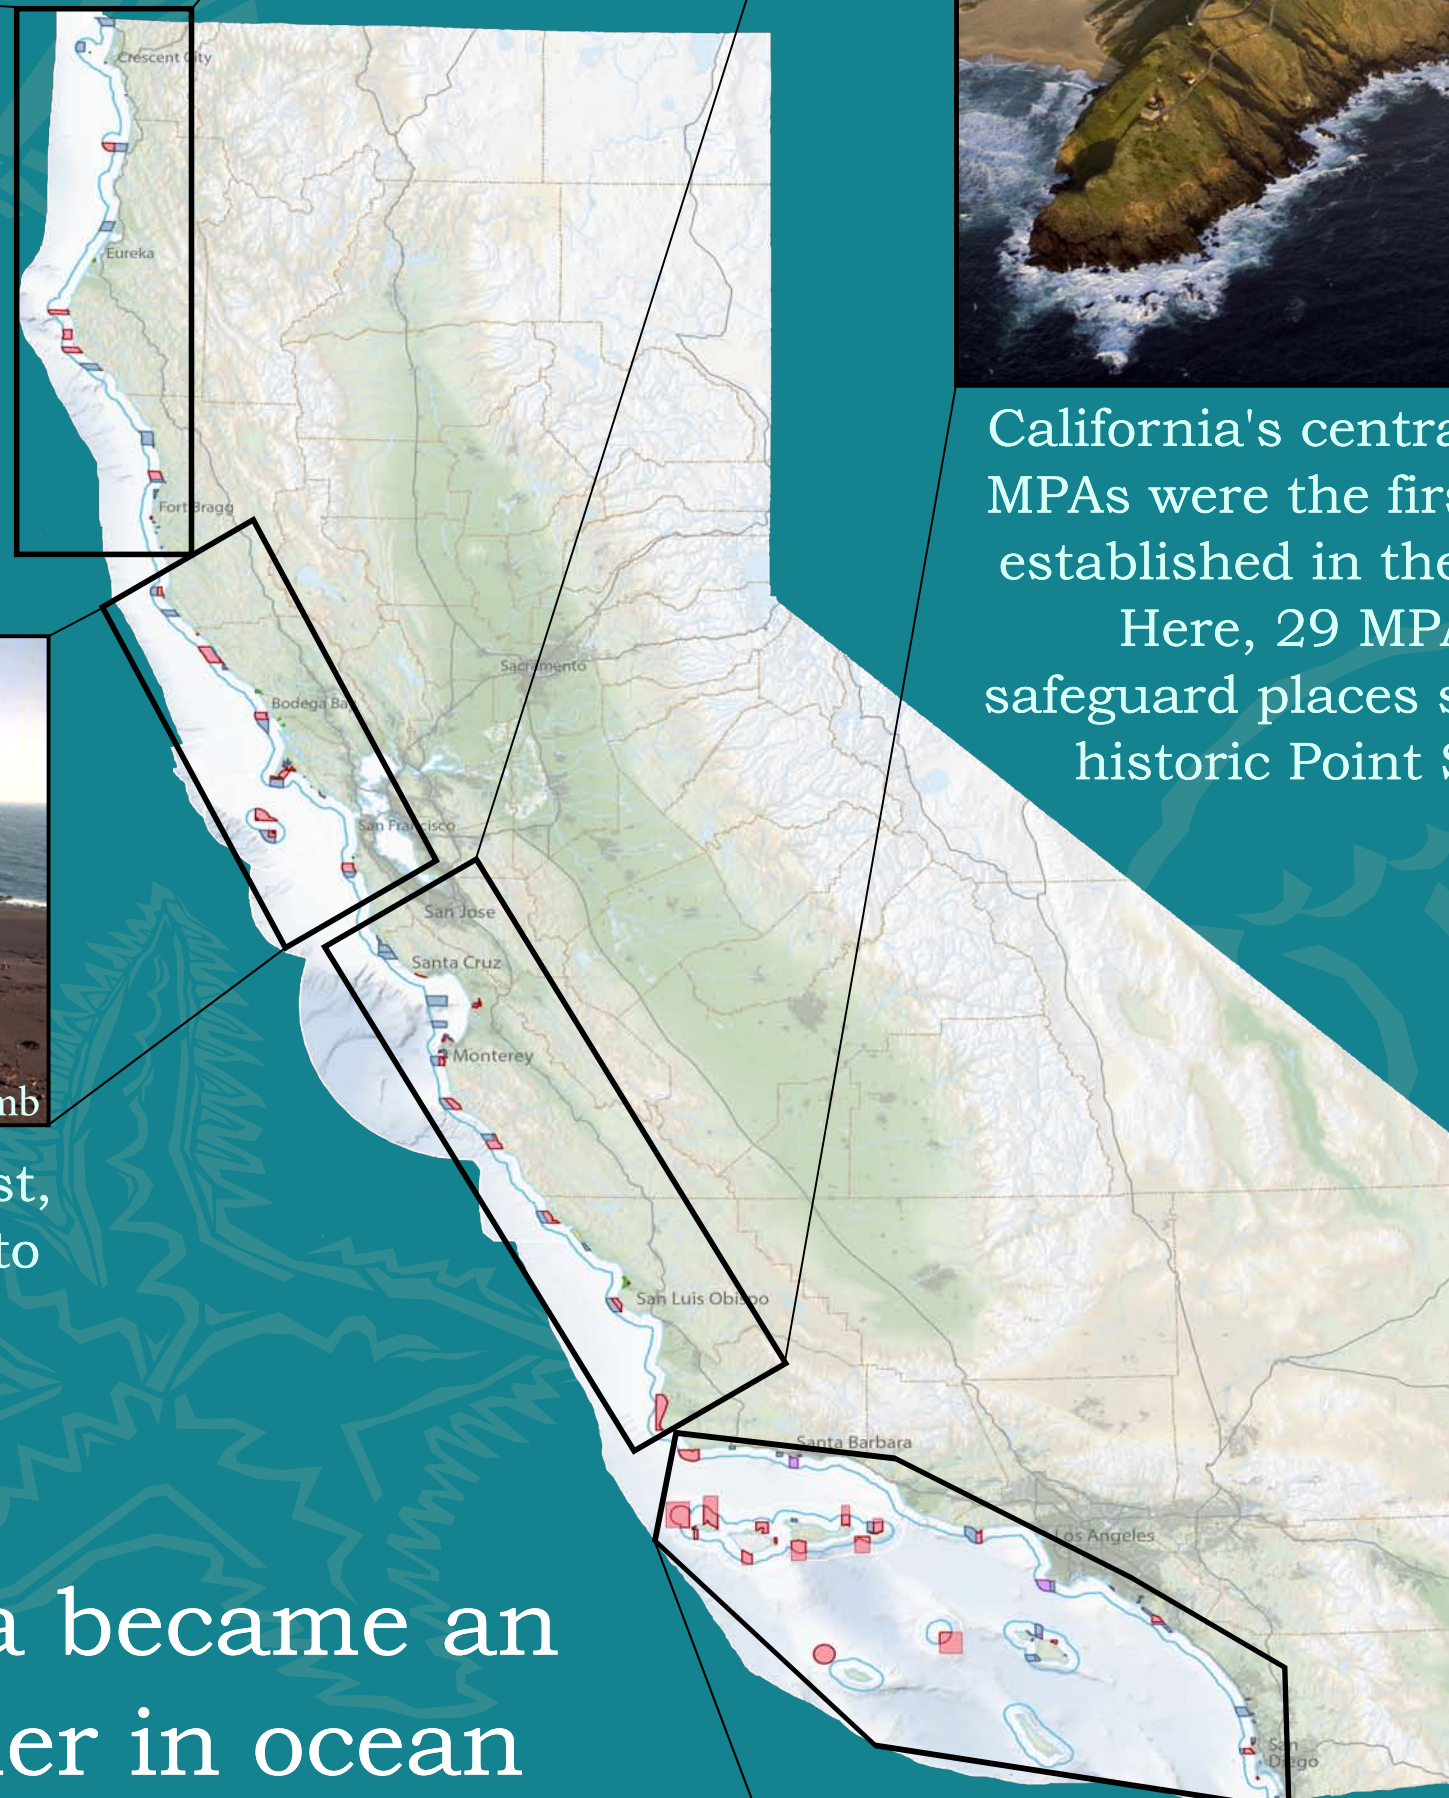 Crescent City
Eureka
Fort Bragg
Sacramento
Bodega Bay
San Francisco
San Jose
Santa Cruz
Monterey
San Luis Obispo
Santa Barbara
Los Angeles
San
Diego
California's centra
MPAs were the firs
established in the
Here, 29 MPA
safeguard places s
historic Point S
mb
st,
to
a became an
er in ocean